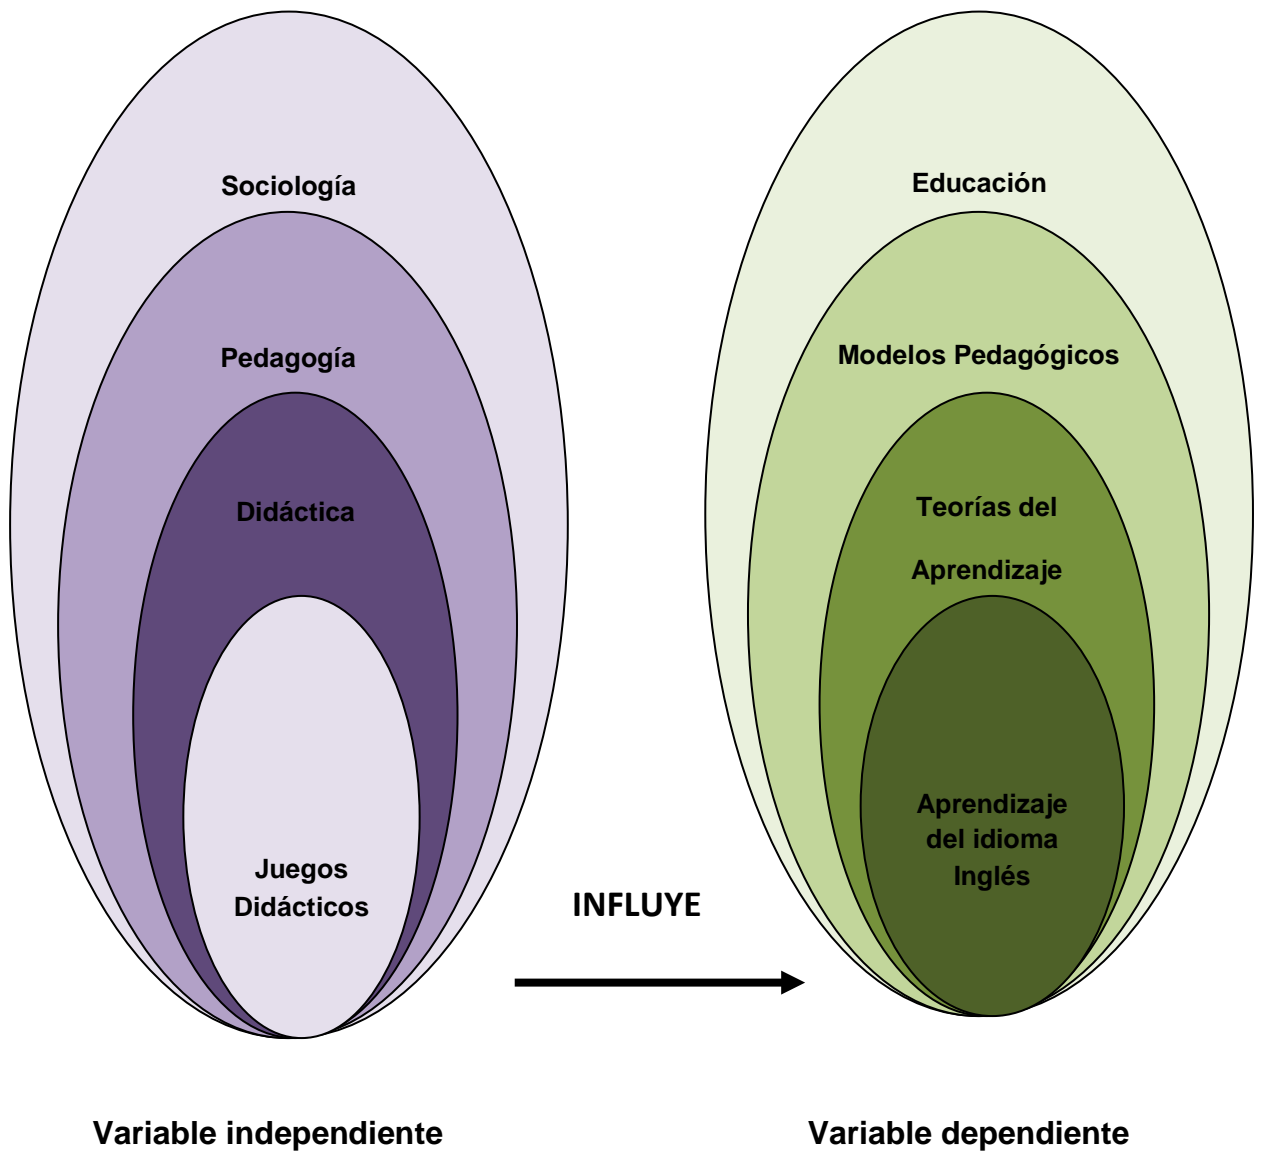 Sociología
Pedagogía
Didáctica
Juegos
Didácticos
INFLUYE
Educación
Modelos Pedagógicos
Teorías del
Aprendizaje
Aprendizaje
del idioma
Inglés
Variable independiente
Variable dependiente